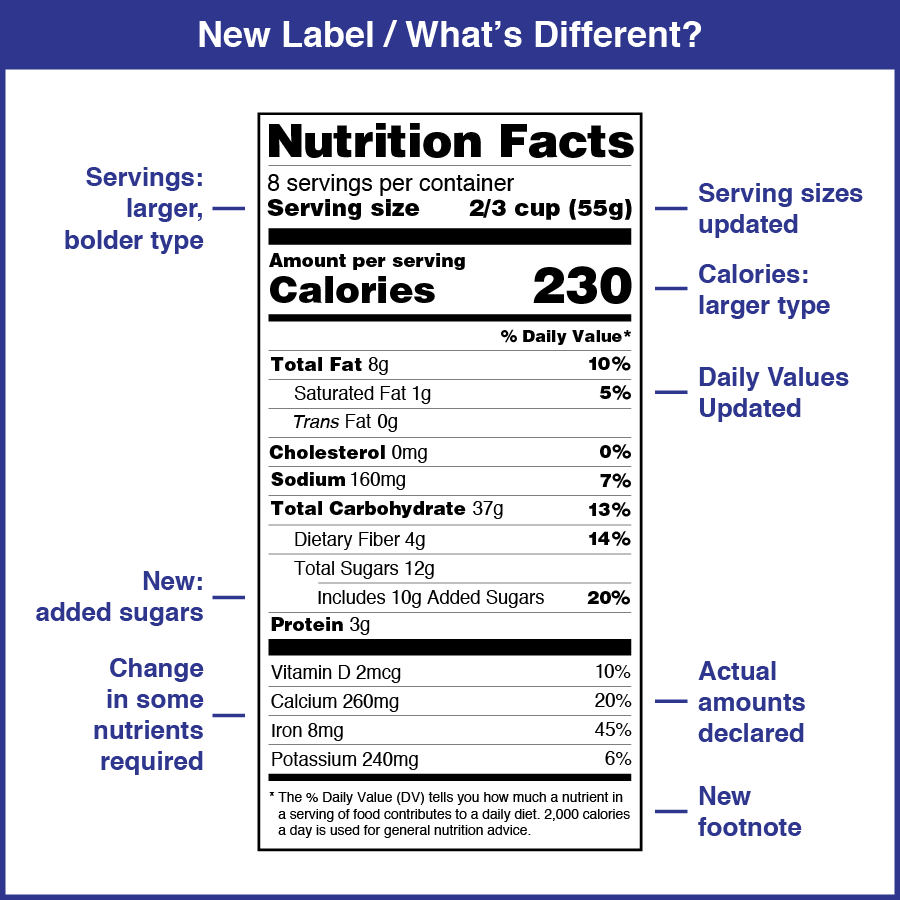 New Label / What's Different?
Servings:
larger,
bolder type
New:
added sugars
Change
in some
nutrients
required
Nutrition Facts
8 servings per container
Serving size 2/3 cup (55g)
Amount per serving
Calories 230
% Daily Value*
Total Fat 8g 10%
Saturated Fat 1g 5%
Trans Fat 0g
Cholesterol 0mg 0%
Sodium 160mg 7%
Total Carbohydrate 37g 13%
Dietary Fiber 4g 14%
Total Sugars 12g
Includes 10g Added Sugars 20%
Protein 3g
Vitamin D 2mcg 10%
Calcium 260mg 20%
Iron 8mg 45%
Potassium 240mg 6%
* The % Daily Value (DV) tells you how much a nutrient in
a serving of food contributes to a daily diet. 2,000 calories
a day is used for general nutrition advice.
Serving sizes
updated
Calories:
larger type
Daily Values
Updated
Actual
amounts
declared
New
footnote